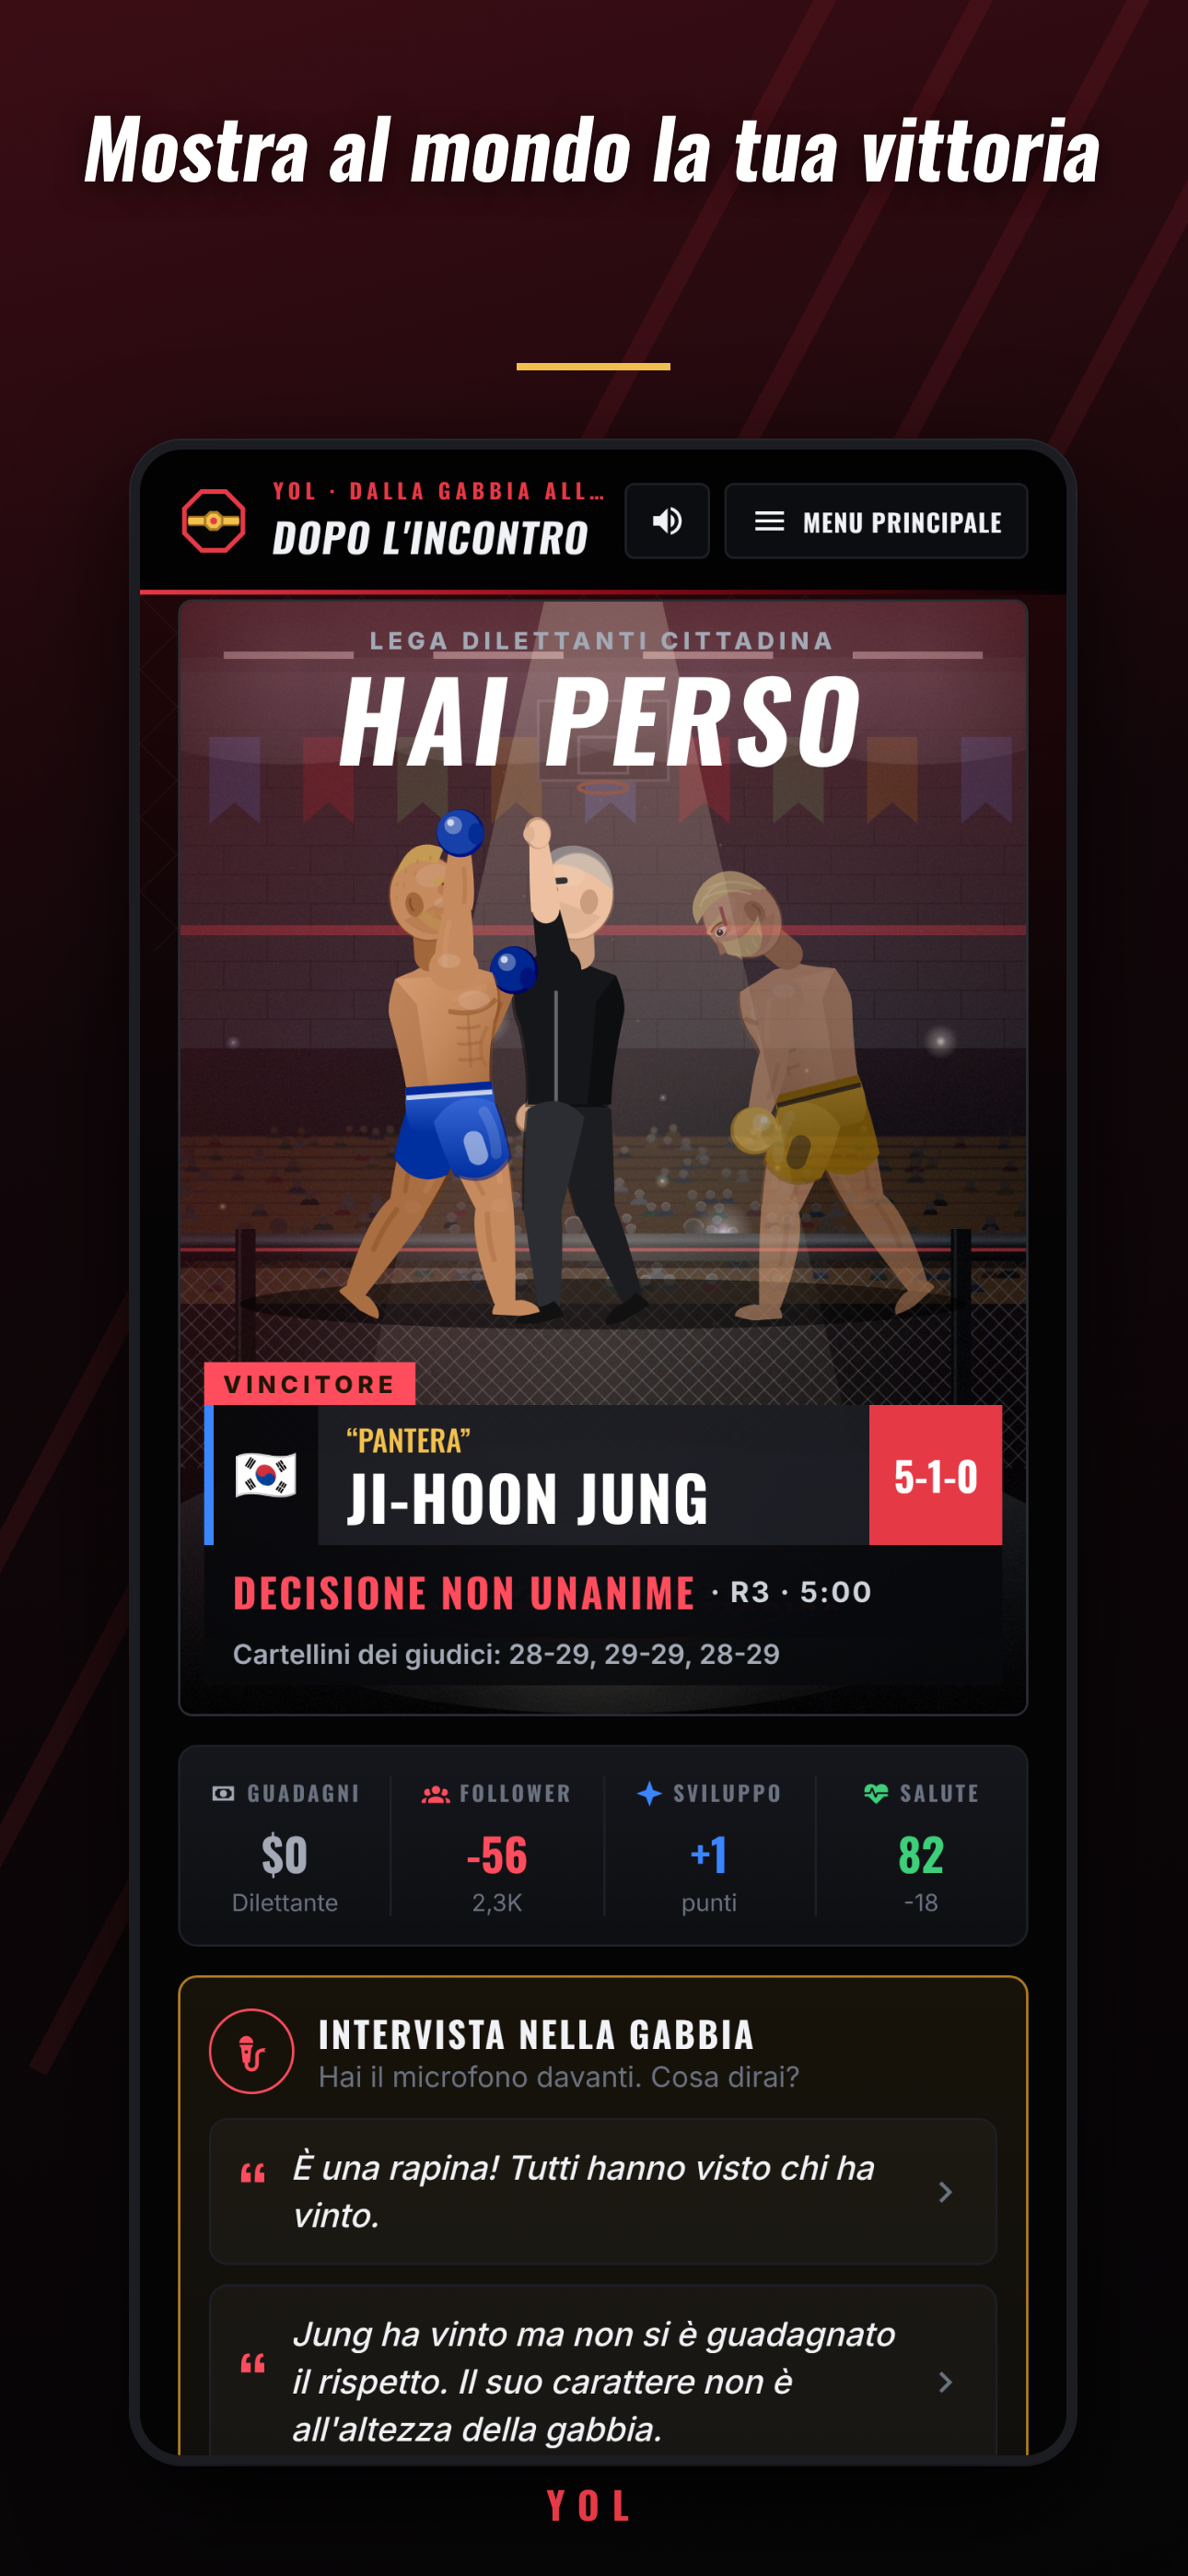 Mostra al mondo la tua vittoria
YOL · DALLA GABBIA ALL…
DOPO L'INCONTRO
MENU PRINCIPALE
LEGA DILETTANTI CITTADINA
HAI PERSO
VINCITORE
“PANTERA”
JI-HOON JUNG
5-1-0
DECISIONE NON UNANIME · R3 · 5:00
Cartellini dei giudici: 28-29, 29-29, 28-29
GUADAGNI
$0
Dilettante
FOLLOWER
-56
2,3K
SVILUPPO
+1
punti
SALUTE
82
-18
INTERVISTA NELLA GABBIA
Hai il microfono davanti. Cosa dirai?
È una rapina! Tutti hanno visto chi ha
vinto.
Jung ha vinto ma non si è guadagnato
il rispetto. Il suo carattere non è
all'altezza della gabbia.
YOL